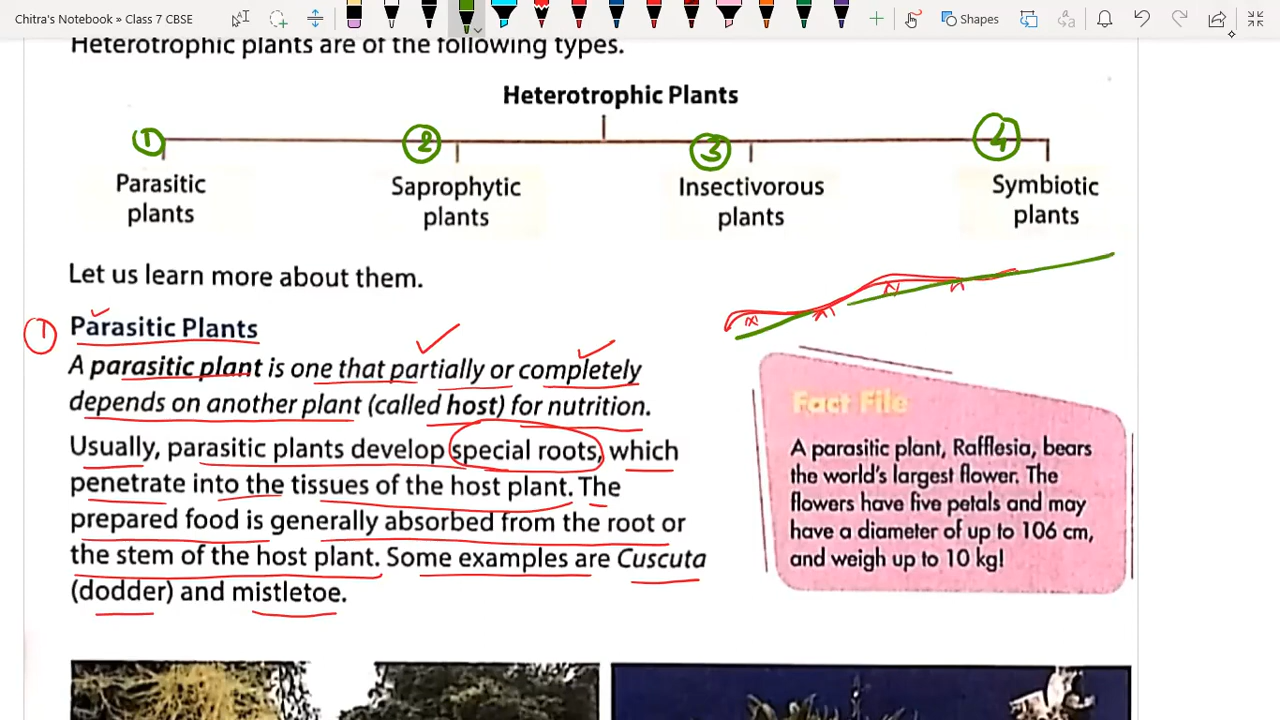 Chitra's Notebook » Class 7 CBSE
Shapes
Heterotrophic plants are of the following types.
Heterotrophic Plants
1 2 3 4
Parasitic plants
Saprophytic plants
Insectivorous plants
Symbiotic plants
Let us learn more about them.
1 Parasitic Plants
A parasitic plant is one that partially or completely
depends on another plant (called host) for nutrition.
Usually, parasitic plants develop special roots, which
penetrate into the tissues of the host plant. The
prepared food is generally absorbed from the root or
the stem of the host plant. Some examples are Cuscuta
(dodder) and mistletoe.
Fact File
A parasitic plant, Rafflesia, bears
the world's largest flower. The
flowers have five petals and may
have a diameter of up to 106 cm,
and weigh up to 10 kg!